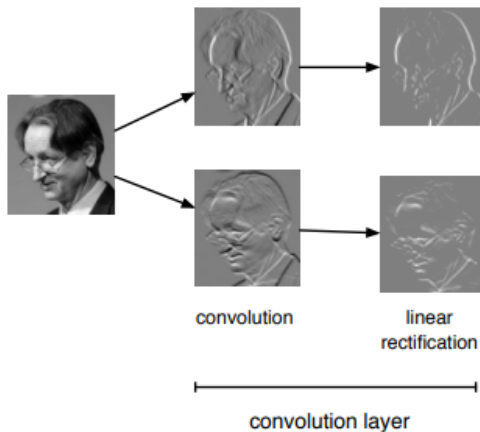 convolution
linear
rectification
convolution layer